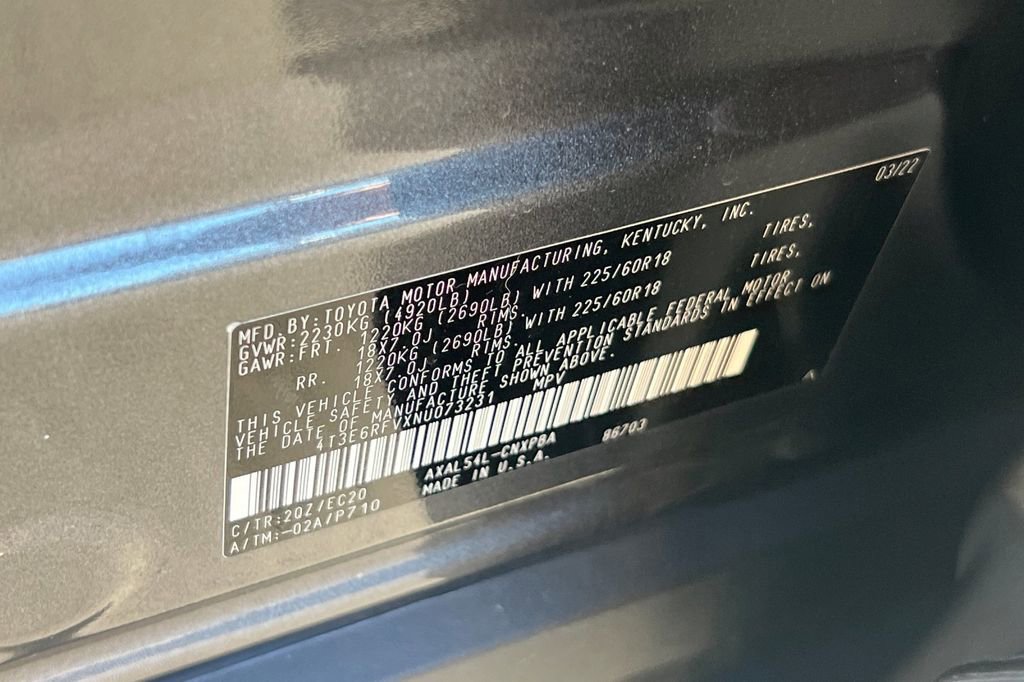 03/22
MFD. BY: TOYOTA MOTOR MANUFACTURING, KENTUCKY, INC.
GVWR: 2230KG (4920LB)
GAWR: FRT. 1220KG (2690LB) WITH 225/60R18 TIRES,
18X7.0J RIMS.
RR. 1220KG (2690LB) WITH 225/60R18 TIRES,
18X7.0J RIMS.
THIS VEHICLE CONFORMS TO ALL APPLICABLE FEDERAL MOTOR
VEHICLE SAFETY AND THEFT PREVENTION STANDARDS IN EFFECT ON
THE DATE OF MANUFACTURE SHOWN ABOVE.
4T3E6RFVXNU073231 MPV
C/TR:2QZ/EC20 AXAL54L-CNXPBA 86703
A/TM:-02A/P710 MADE IN U.S.A.